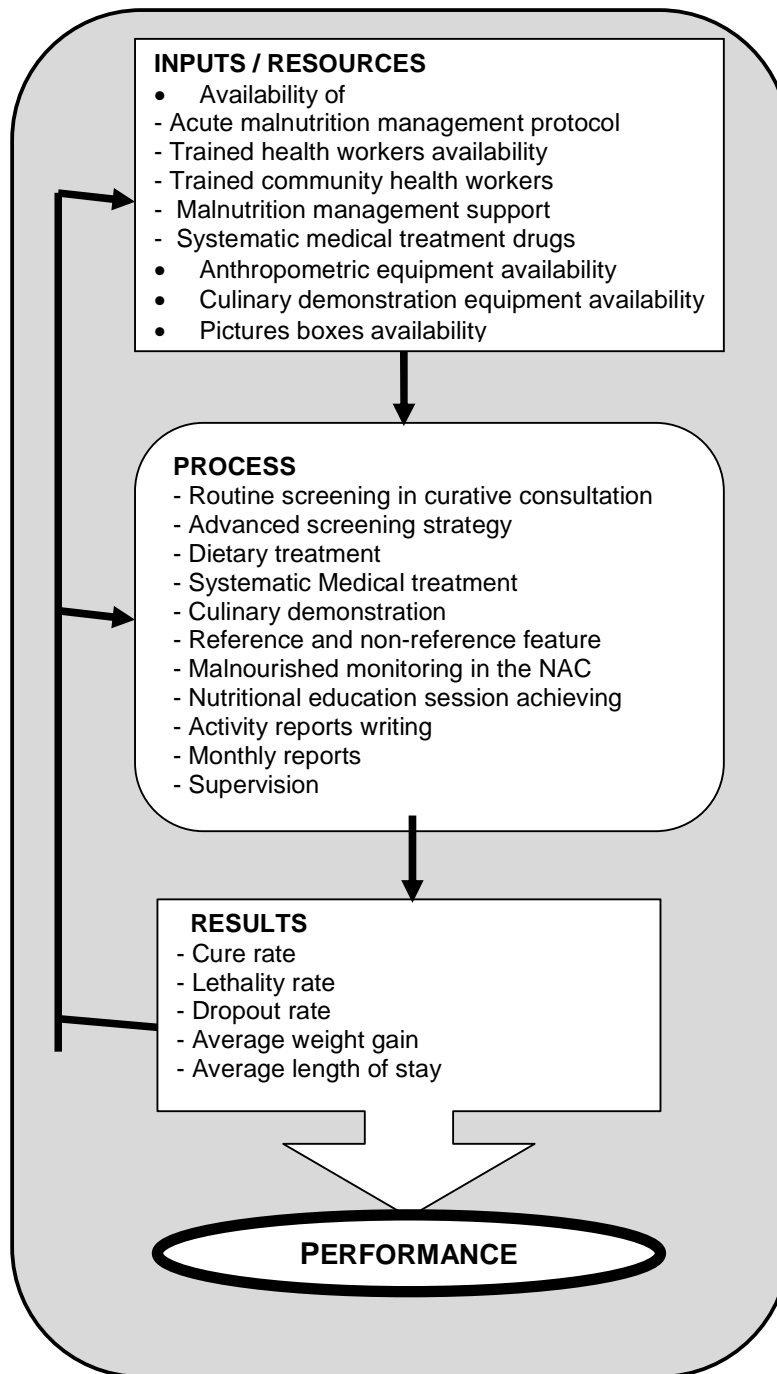 INPUTS / RESOURCES
• Availability of
- Acute malnutrition management protocol
- Trained health workers availability
- Trained community health workers
- Malnutrition management support
- Systematic medical treatment drugs
• Anthropometric equipment availability
• Culinary demonstration equipment availability
• Pictures boxes availability
PROCESS
- Routine screening in curative consultation
- Advanced screening strategy
- Dietary treatment
- Systematic Medical treatment
- Culinary demonstration
- Reference and non-reference feature
- Malnourished monitoring in the NAC
- Nutritional education session achieving
- Activity reports writing
- Monthly reports
- Supervision
RESULTS
- Cure rate
- Lethality rate
- Dropout rate
- Average weight gain
- Average length of stay
PERFORMANCE